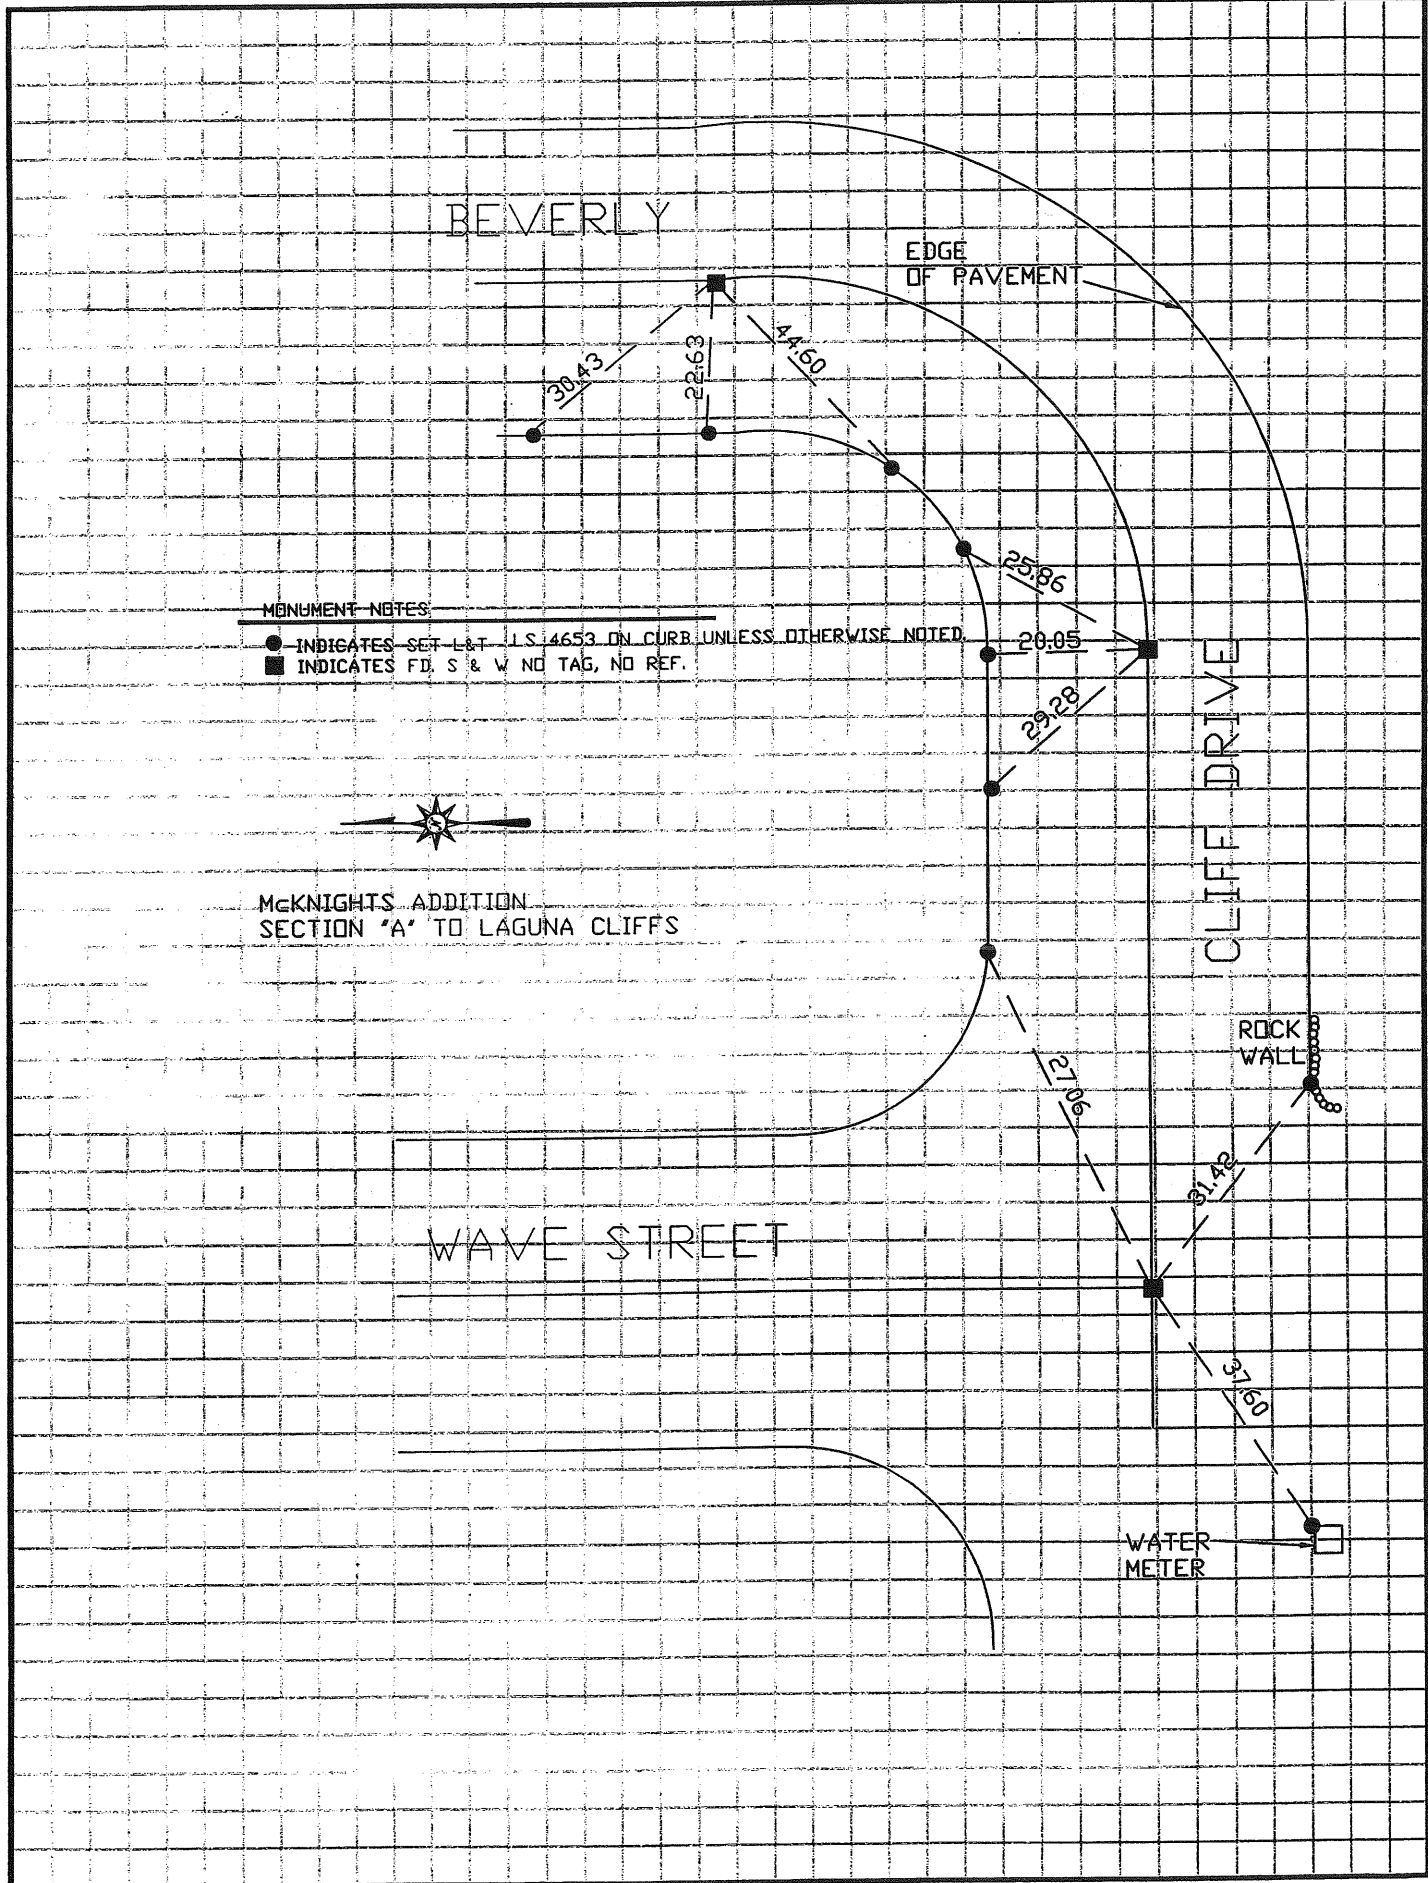 BEVERLY
EDGE
OF PAVEMENT
30.43
22.63
44.60
25.86
20.05
29.28
MONUMENT NOTES
INDICATES SET L&T LS 4653 ON CURB UNLESS OTHERWISE NOTED.
INDICATES FD. S & W NO TAG, NO REF.
CLIFF DRIVE
McKNIGHTS ADDITION
SECTION "A" TO LAGUNA CLIFFS
ROCK
WALL
27.06
31.42
WAVE STREET
37.60
WATER
METER